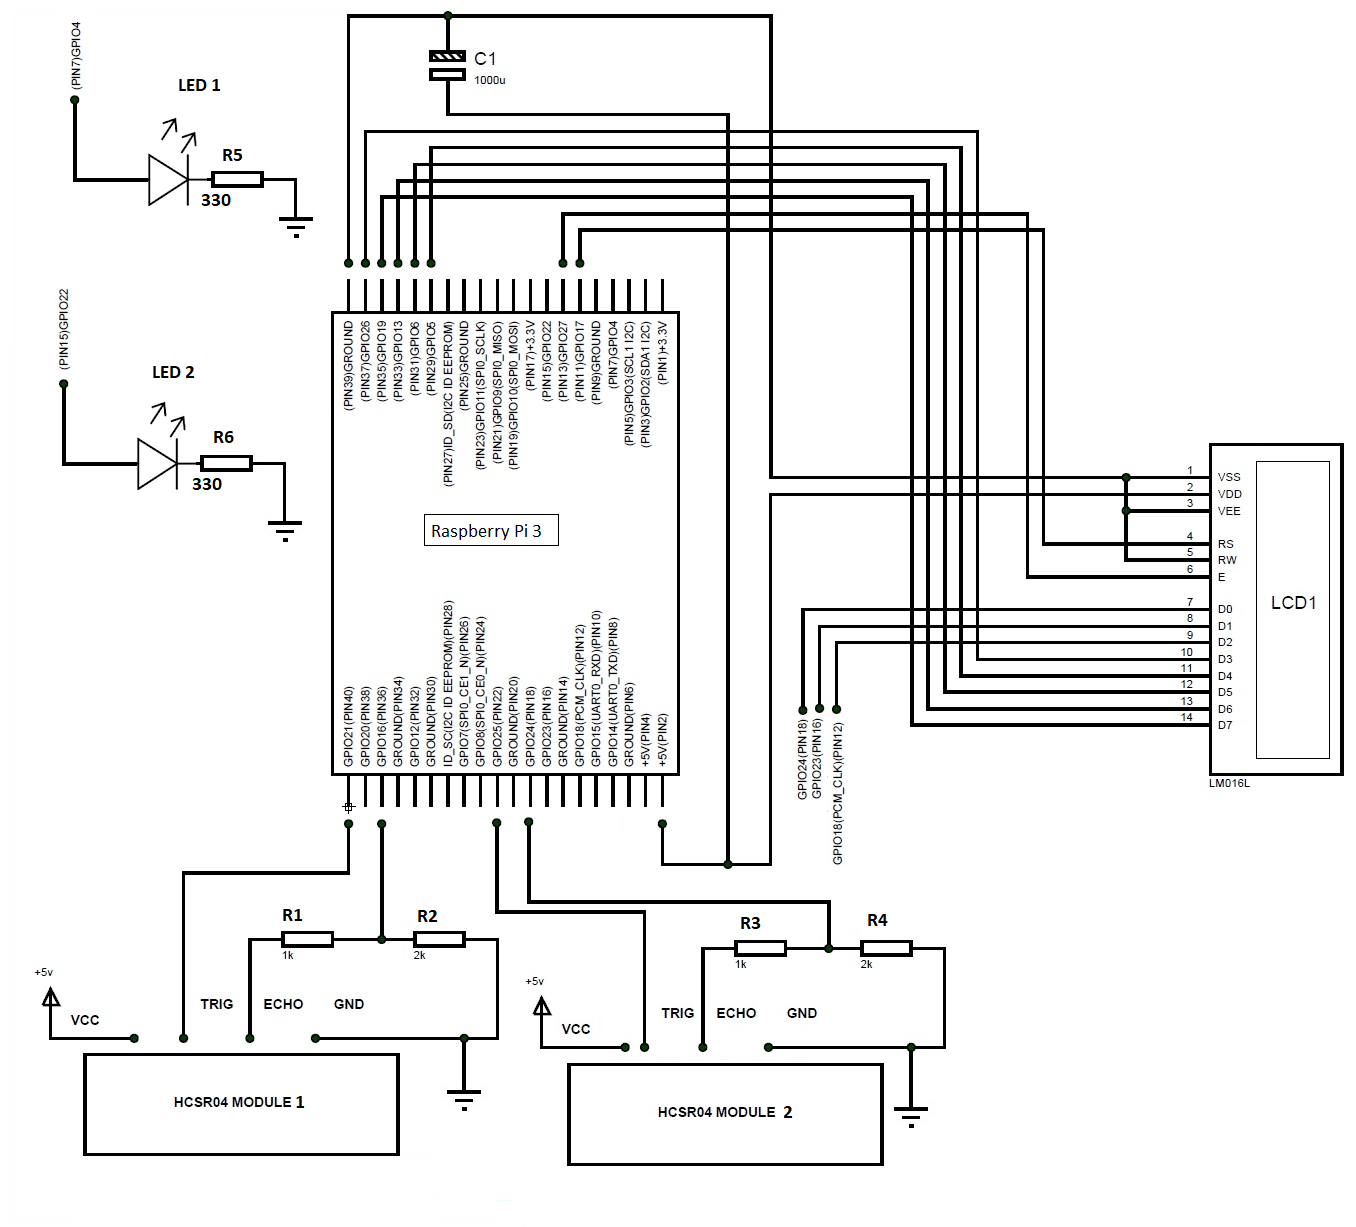 (PIN7)GPIO4
LED 1
R5
330
C1
1000u
(PIN15)GPIO22
LED 2
R6
330
(PIN39)GROUND
(PIN37)GPIO26
(PIN35)GPIO19
(PIN33)GPIO13
(PIN31)GPIO6
(PIN29)GPIO5
(PIN27)ID_SD(I2C ID EEPROM)
(PIN25)GROUND
(PIN23)GPIO11(SPI0_SCLK)
(PIN21)GPIO9(SPI0_MISO)
(PIN19)GPIO10(SPI0_MOSI)
(PIN17)+3.3V
(PIN15)GPIO22
(PIN13)GPIO27
(PIN11)GPIO17
(PIN9)GROUND
(PIN7)GPIO4
(PIN5)GPIO3(SCL1 I2C)
(PIN3)GPIO2(SDA1 I2C)
(PIN1)+3.3V
Raspberry Pi 3
GPIO21(PIN40)
GPIO20(PIN38)
GPIO16(PIN36)
GROUND(PIN34)
GPIO12(PIN32)
GROUND(PIN30)
ID_SC(I2C ID EEPROM)(PIN28)
GPIO7(SPI0_CE1_N)(PIN26)
GPIO8(SPI0_CE0_N)(PIN24)
GPIO25(PIN22)
GROUND(PIN20)
GPIO24(PIN18)
GPIO23(PIN16)
GROUND(PIN14)
GPIO18(PCM_CLK)(PIN12)
GPIO15(UART0_RXD)(PIN10)
GPIO14(UART0_TXD)(PIN8)
GROUND(PIN6)
+5V(PIN4)
+5V(PIN2)
1 VSS
2 VDD
3 VEE
4 RS
5 RW
6 E
7 D0
8 D1
9 D2
10 D3
11 D4
12 D5
13 D6
14 D7
LCD1
LM016L
GPIO24(PIN18)
GPIO23(PIN16)
GPIO18(PCM_CLK)(PIN12)
R1
1k
R2
2k
+5v
VCC
TRIG
ECHO
GND
HCSR04 MODULE 1
R3
1k
R4
2k
+5v
VCC
TRIG
ECHO
GND
HCSR04 MODULE 2